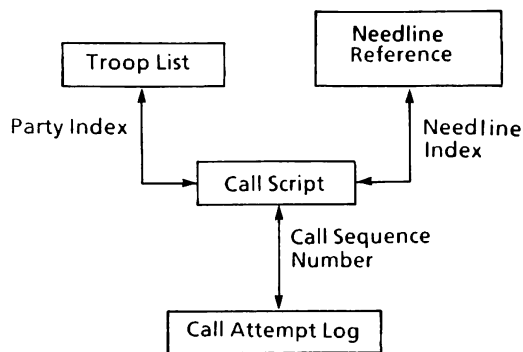 Troop List
Needline
Reference
Party Index
Needline
Index
Call Script
Call Sequence
Number
Call Attempt Log